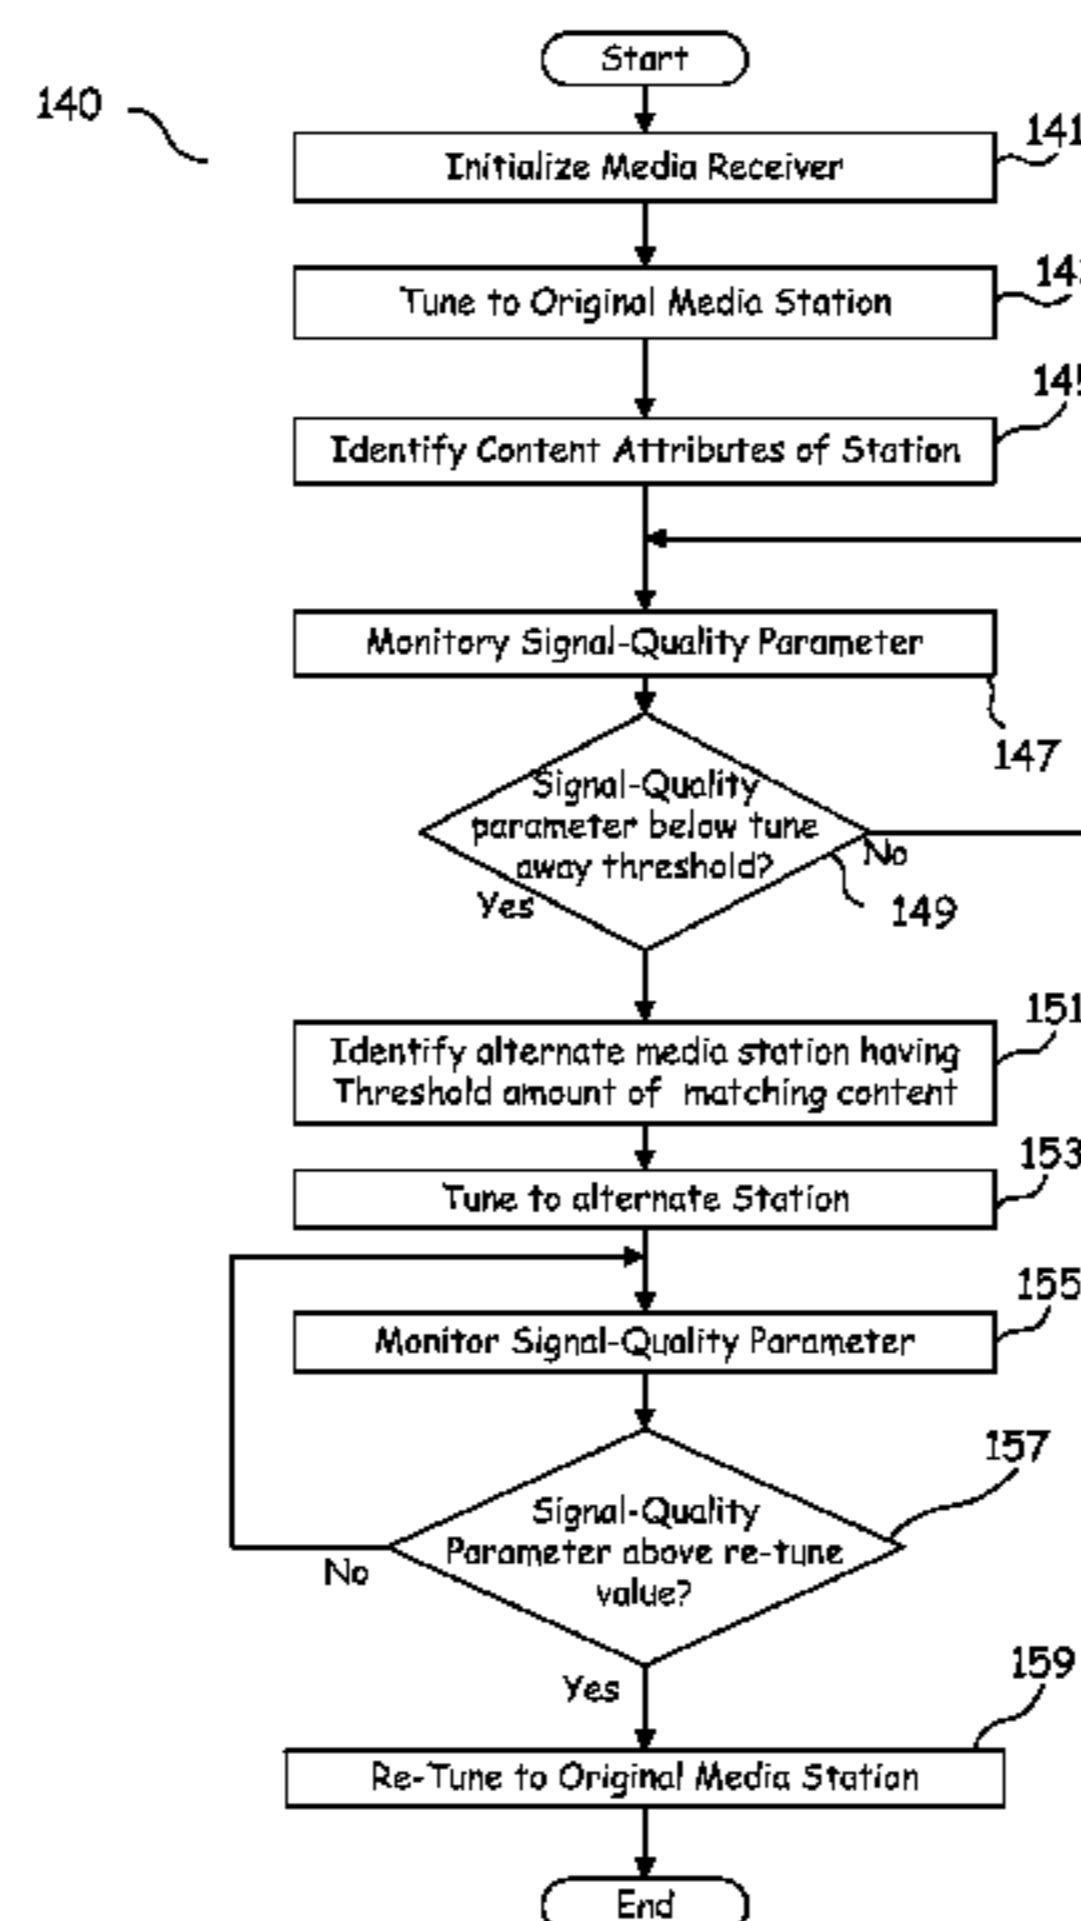 Start
140
141
Initialize Media Receiver
Tune to Original Media Station
Identify Content Attributes of Station
Monitory Signal-Quality Parameter
147
Signal-Quality
parameter below tune
away threshold?
No
Yes
149
151
Identify alternate media station having
Threshold amount of matching content
153
Tune to alternate Station
155
Monitor Signal-Quality Parameter
157
Signal-Quality
Parameter above re-tune
value?
No
Yes
159
Re-Tune to Original Media Station
End